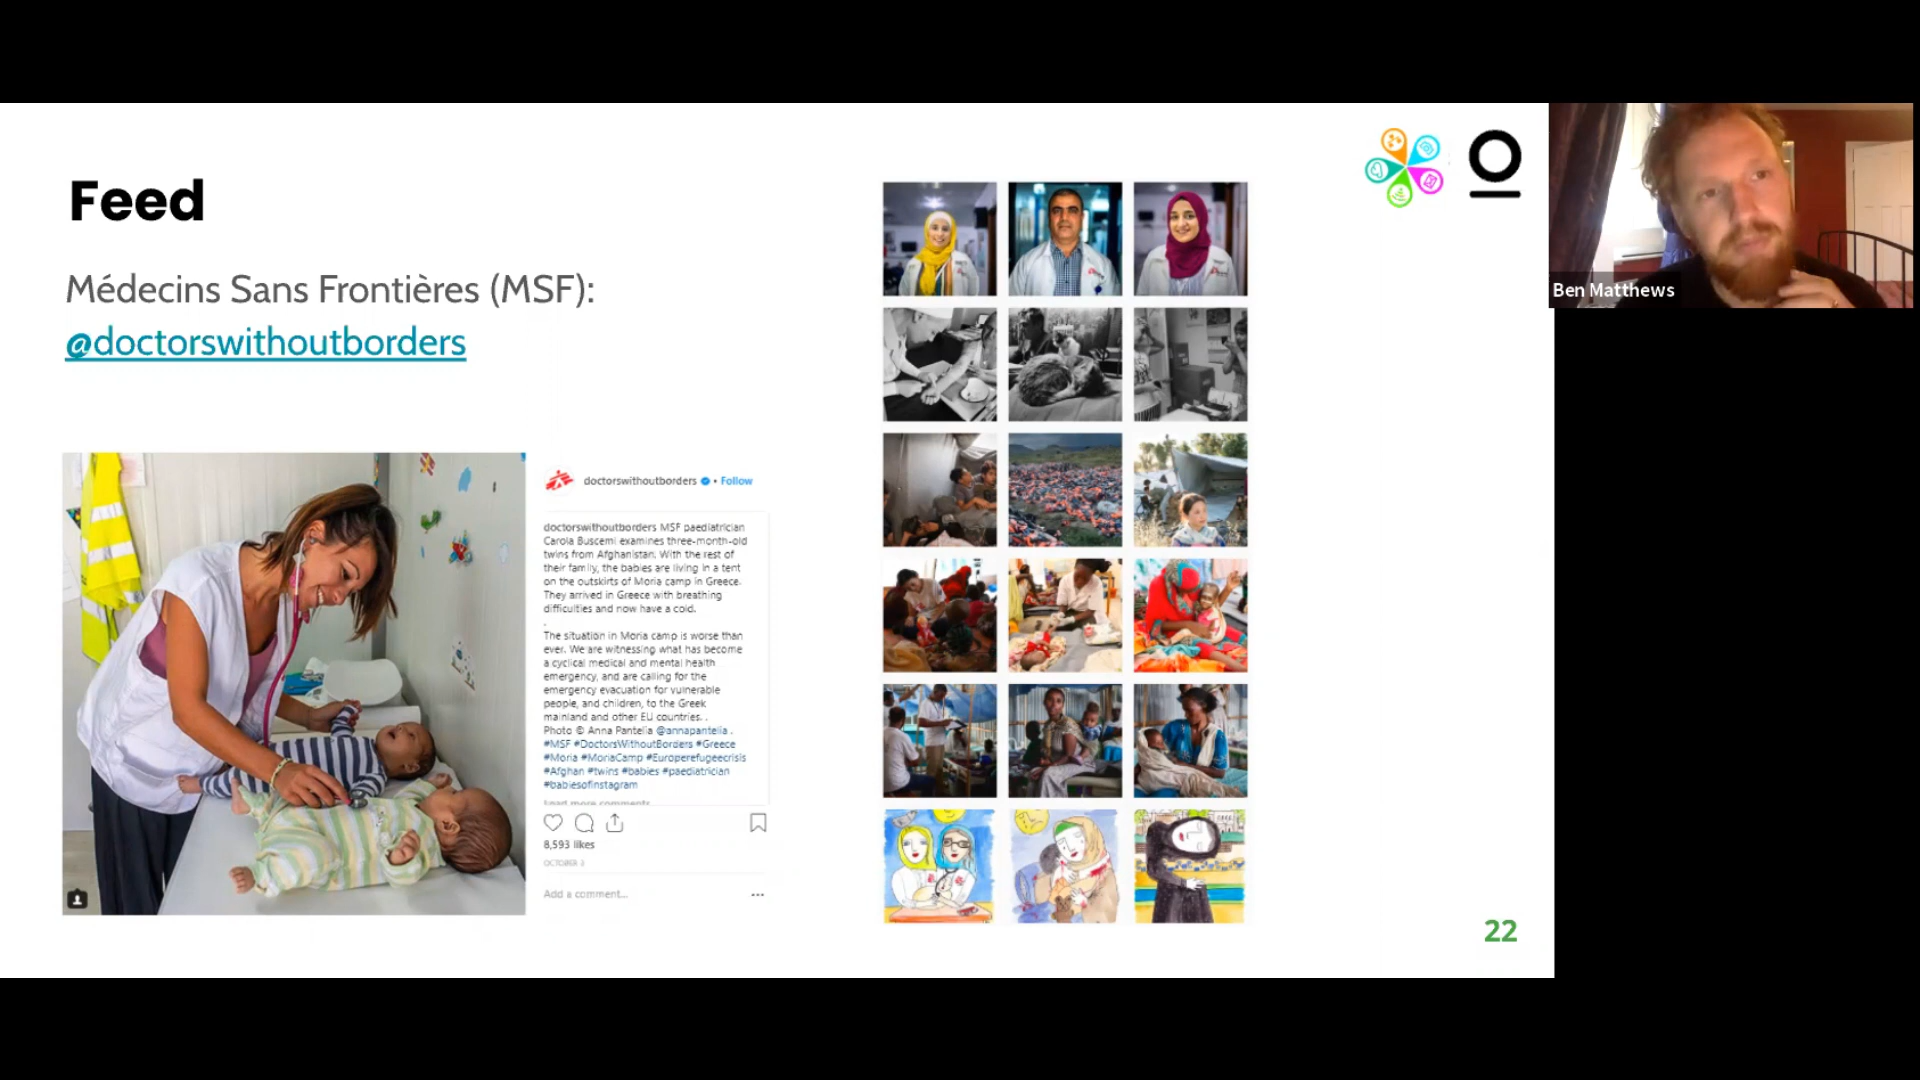 Feed
Médecins Sans Frontières (MSF):
@doctorswithoutborders
doctorswithoutborders • Follow
doctorswithoutborders MSF paediatrician
Carola Buscemi examines three-month-old
twins from Afghanistan. With the rest of
their family, the babies are living in a tent
on the outskirts of Moria camp in Greece.
They arrived in Greece with breathing
difficulties and now have a cold.
.
The situation in Moria camp is worse than
ever. We are witnessing what has become
a cyclical medical and mental health
emergency, and are calling for the
emergency evacuation for vulnerable
people, and children, to the Greek
mainland and other EU countries. .
Photo © Anna Pantelia @annapantelia .
#MSF #DoctorsWithoutBorders #Greece
#Moria #MoriaCamp #Europerefugeecrisis
#Afghan #twins #babies #paediatrician
#babiesofinstagram
Load more comments
8,593 likes
OCTOBER 2
Add a comment...
Ben Matthews
22